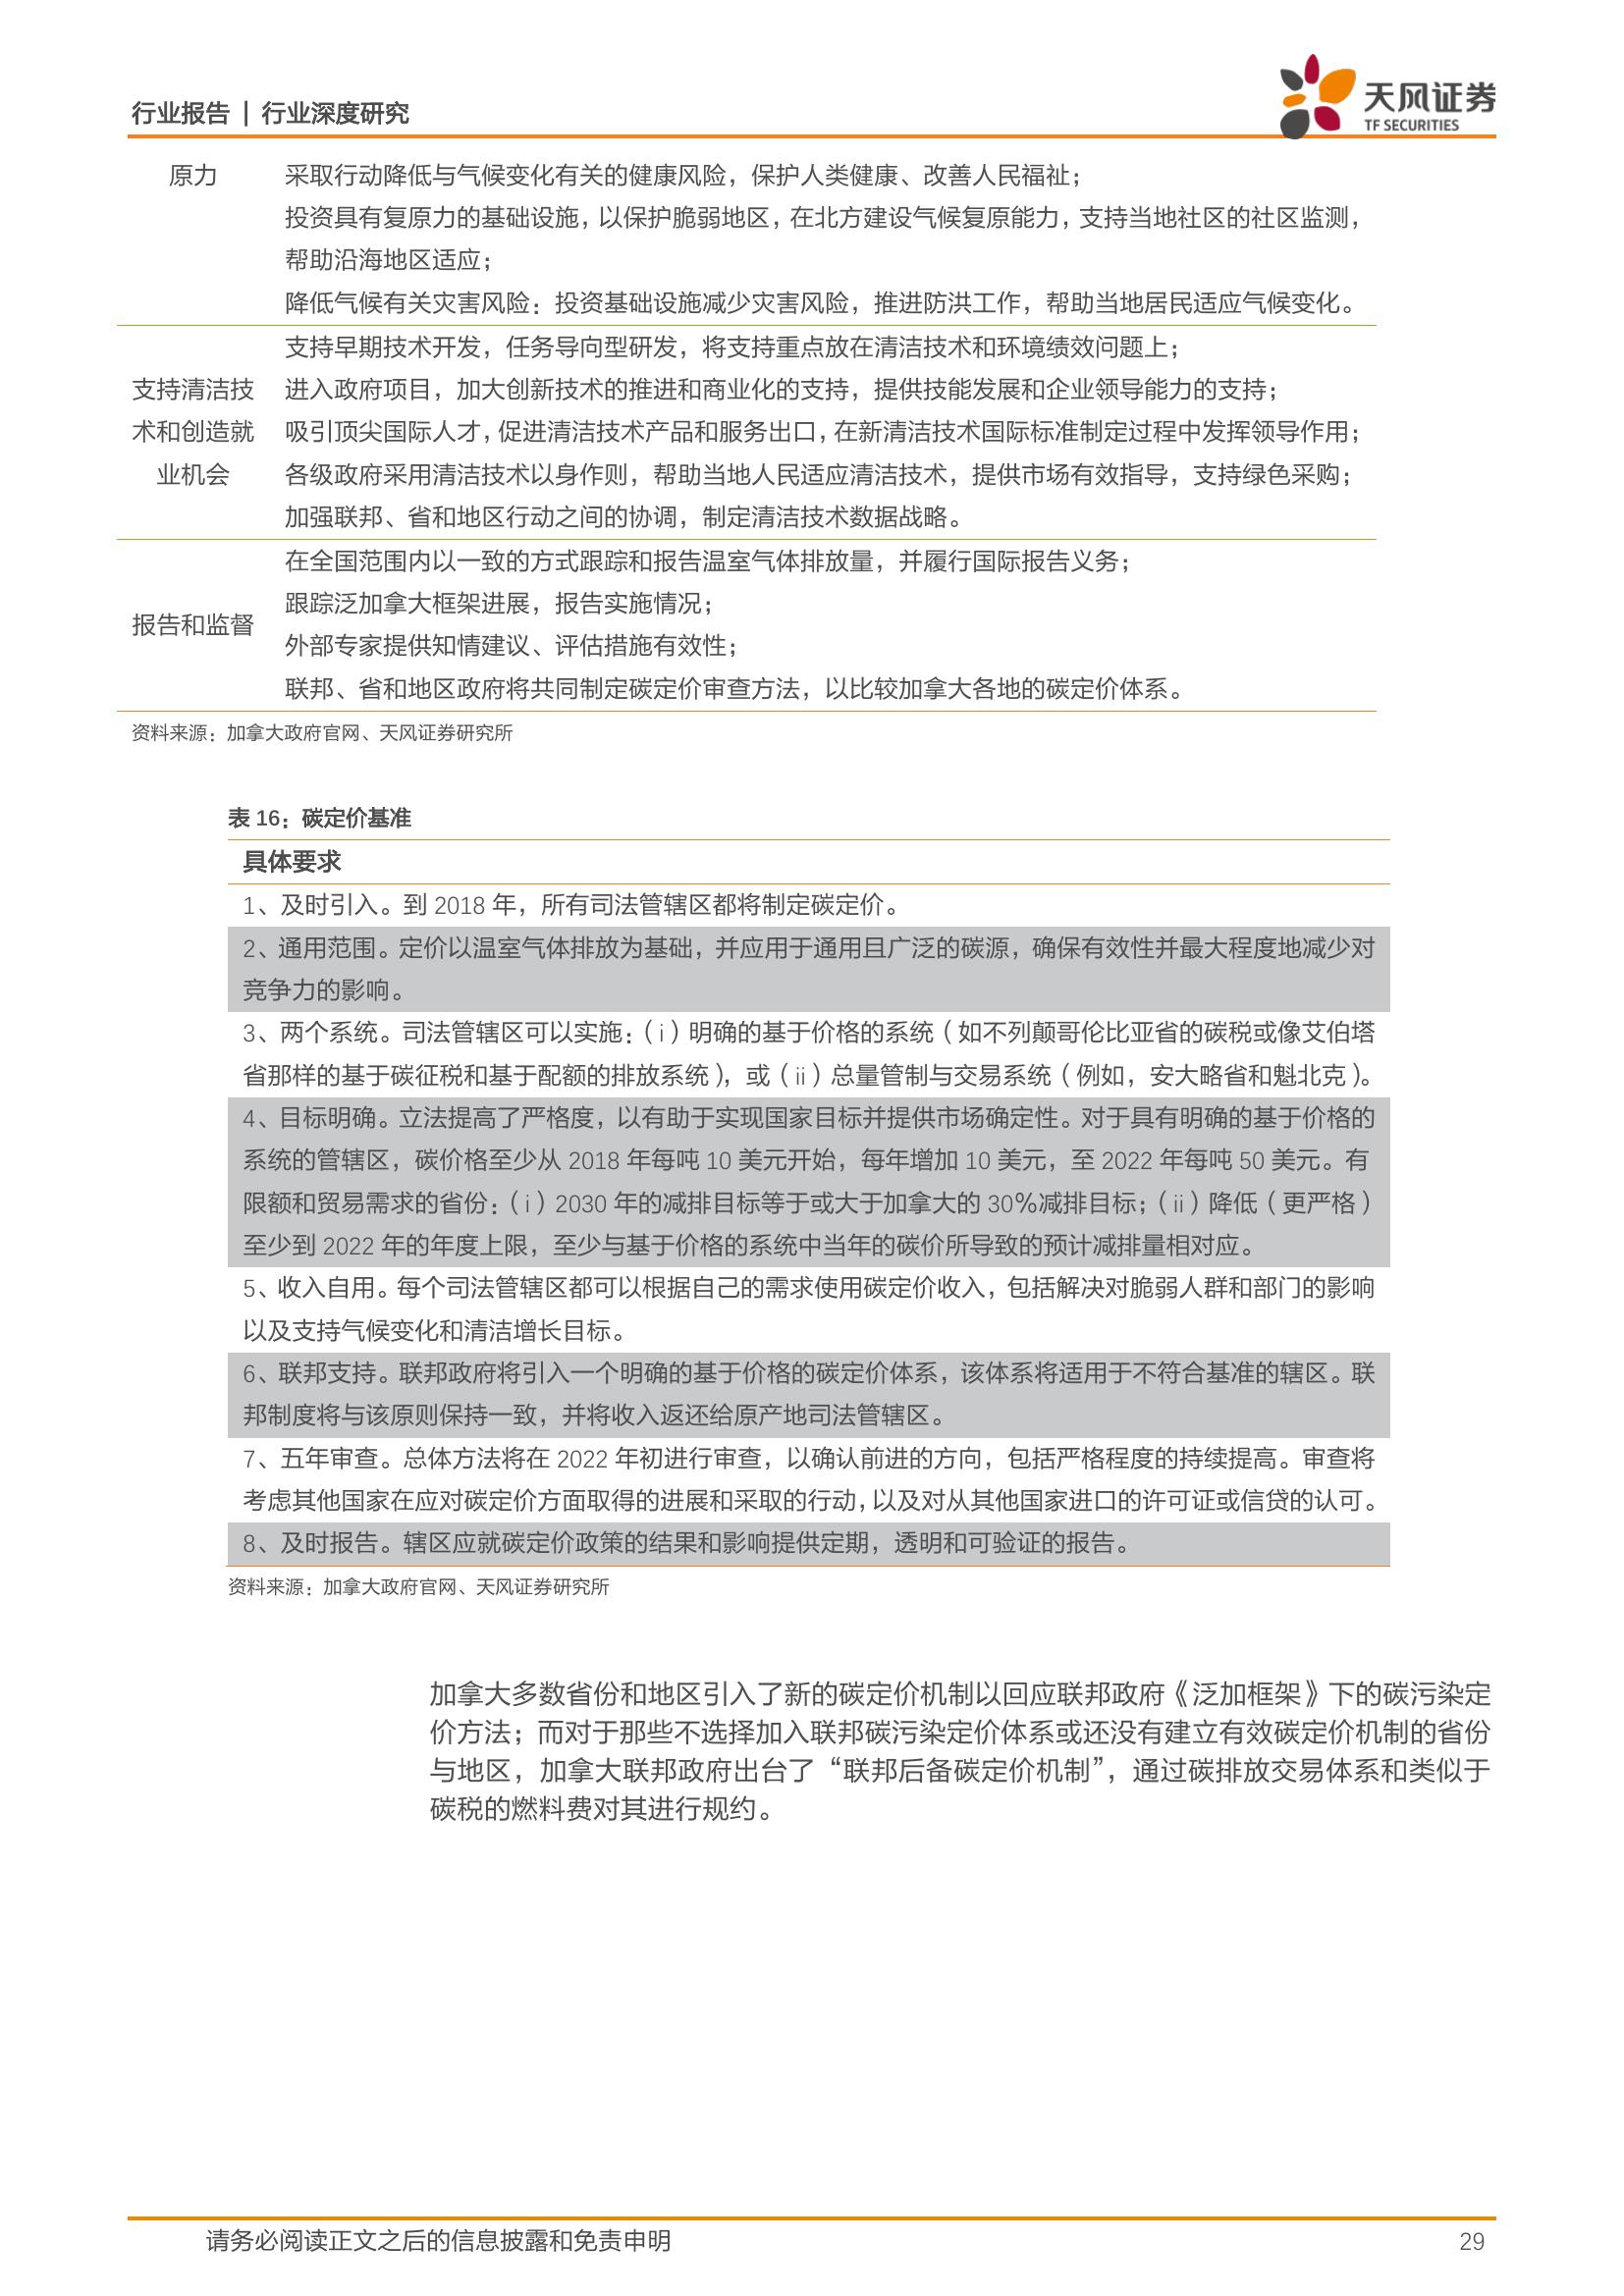 行业报告 | 行业深度研究
天风证券
TF SECURITIES
原力
采取行动降低与气候变化有关的健康风险，保护人类健康、改善人民福祉；
投资具有复原力的基础设施，以保护脆弱地区，在北方建设气候复原能力，支持当地社区的社区监测，
帮助沿海地区适应；
降低气候有关灾害风险：投资基础设施减少灾害风险，推进防洪工作，帮助当地居民适应气候变化。
支持清洁技
术和创造就
业机会
支持早期技术开发，任务导向型研发，将支持重点放在清洁技术和环境绩效问题上；
进入政府项目，加大创新技术的推进和商业化的支持，提供技能发展和企业领导能力的支持；
吸引顶尖国际人才，促进清洁技术产品和服务出口，在新清洁技术国际标准制定过程中发挥领导作用；
各级政府采用清洁技术以身作则，帮助当地人民适应清洁技术，提供市场有效指导，支持绿色采购；
加强联邦、省和地区行动之间的协调，制定清洁技术数据战略。
报告和监督
在全国范围内以一致的方式跟踪和报告温室气体排放量，并履行国际报告义务；
跟踪泛加拿大框架进展，报告实施情况；
外部专家提供知情建议、评估措施有效性；
联邦、省和地区政府将共同制定碳定价审查方法，以比较加拿大各地的碳定价体系。
资料来源：加拿大政府官网、天风证券研究所
表 16：碳定价基准
具体要求
1、及时引入。到 2018 年，所有司法管辖区都将制定碳定价。
2、通用范围。定价以温室气体排放为基础，并应用于通用且广泛的碳源，确保有效性并最大程度地减少对
竞争力的影响。
3、两个系统。司法管辖区可以实施：（i）明确的基于价格的系统（如不列颠哥伦比亚省的碳税或像艾伯塔
省那样的基于碳征税和基于配额的排放系统），或（ii）总量管制与交易系统（例如，安大略省和魁北克）。
4、目标明确。立法提高了严格度，以有助于实现国家目标并提供市场确定性。对于具有明确的基于价格的
系统的管辖区，碳价格至少从 2018 年每吨 10 美元开始，每年增加 10 美元，至 2022 年每吨 50 美元。有
限额和贸易需求的省份：（i）2030 年的减排目标等于或大于加拿大的 30%减排目标；（ii）降低（更严格）
至少到 2022 年的年度上限，至少与基于价格的系统中当年的碳价所导致的预计减排量相对应。
5、收入自用。每个司法管辖区都可以根据自己的需求使用碳定价收入，包括解决对脆弱人群和部门的影响
以及支持气候变化和清洁增长目标。
6、联邦支持。联邦政府将引入一个明确的基于价格的碳定价体系，该体系将适用于不符合基准的辖区。联
邦制度将与该原则保持一致，并将收入返还给原产地司法管辖区。
7、五年审查。总体方法将在 2022 年初进行审查，以确认前进的方向，包括严格程度的持续提高。审查将
考虑其他国家在应对碳定价方面取得的进展和采取的行动，以及对从其他国家进口的许可证或信贷的认可。
8、及时报告。辖区应就碳定价政策的结果和影响提供定期，透明和可验证的报告。
资料来源：加拿大政府官网、天风证券研究所
加拿大多数省份和地区引入了新的碳定价机制以回应联邦政府《泛加框架》下的碳污染定
价方法；而对于那些不选择加入联邦碳污染定价体系或还没有建立有效碳定价机制的省份
与地区，加拿大联邦政府出台了“联邦后备碳定价机制”，通过碳排放交易体系和类似于
碳税的燃料费对其进行规约。
请务必阅读正文之后的信息披露和免责申明
29